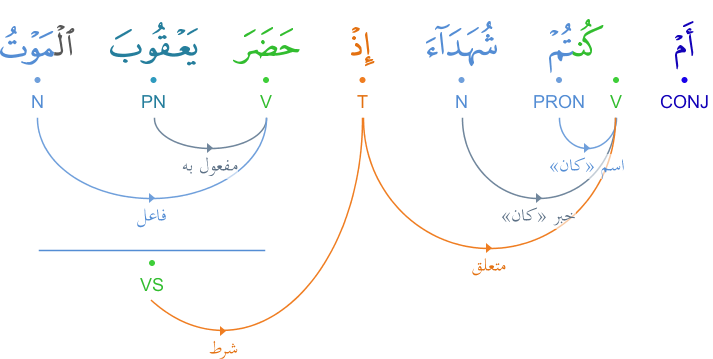 أَمْ كُنتُمْ شُهَدَآءَ إِذْ حَضَرَ يَعْقُوبَ ٱلْمَوْتُ
CONJ V PRON N T V PN N
اسم «كان» مفعول به
خبر «كان» فاعل
متعلق
VS
شرط